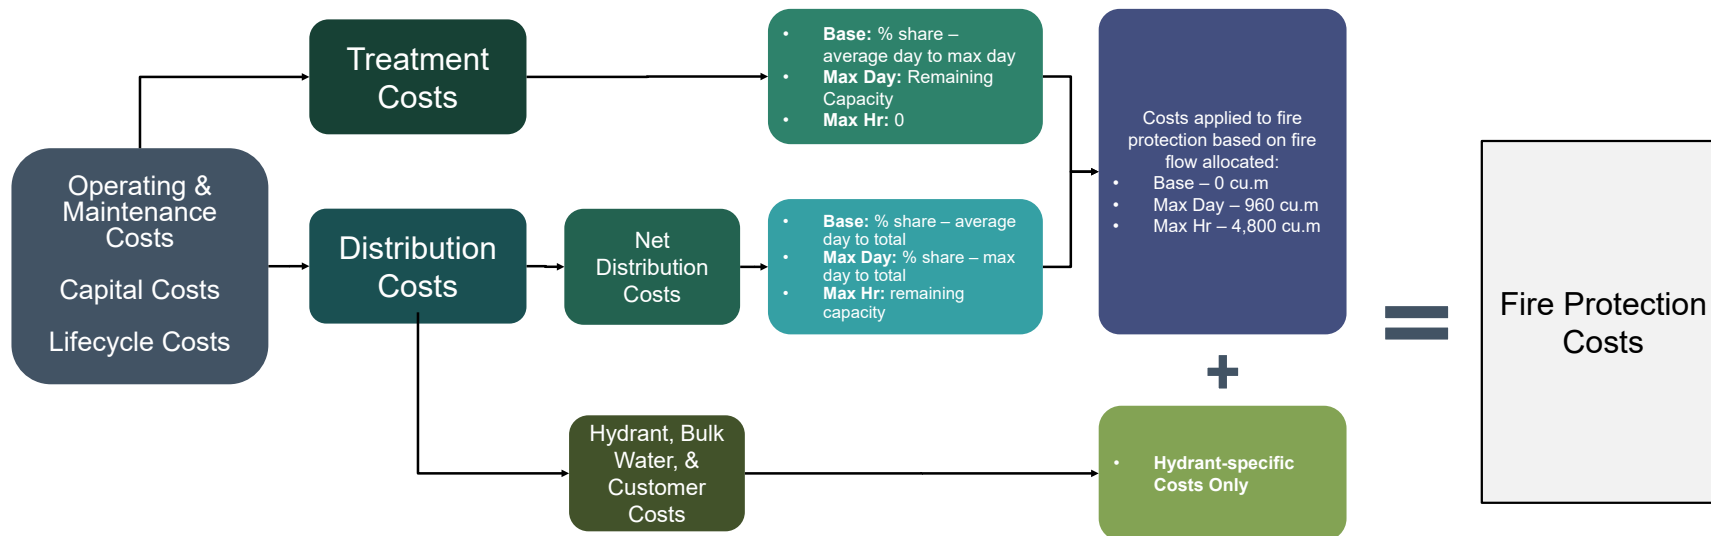 Treatment
Costs
• Base: % share –
average day to max day
• Max Day: Remaining
Capacity
• Max Hr: 0
Costs applied to fire
protection based on fire
flow allocated:
• Base – 0 cu.m
• Max Day – 960 cu.m
• Max Hr – 4,800 cu.m
Operating &
Maintenance
Costs
Capital Costs
Lifecycle Costs
Distribution
Costs
Net
Distribution
Costs
• Base: % share – average
day to total
• Max Day: % share – max
day to total
• Max Hr: remaining
capacity
+
=
Fire Protection
Costs
Hydrant, Bulk
Water, &
Customer
Costs
• Hydrant-specific
Costs Only